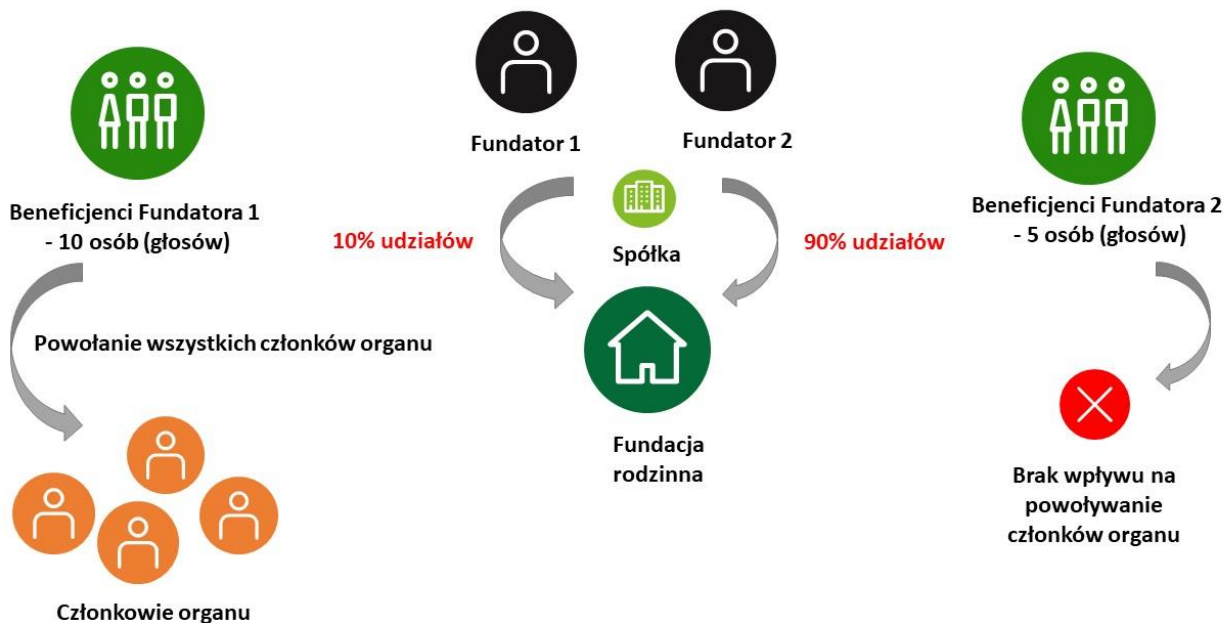 Fundator 1
Fundator 2
Beneficjenci Fundatora 1
- 10 osób (głosów)
10% udziałów
Spółka
90% udziałów
Beneficjenci Fundatora 2
- 5 osób (głosów)
Powołanie wszystkich członków organu
Fundacja
rodzinna
Brak wpływu na
powoływanie
członków organu
Członkowie organu